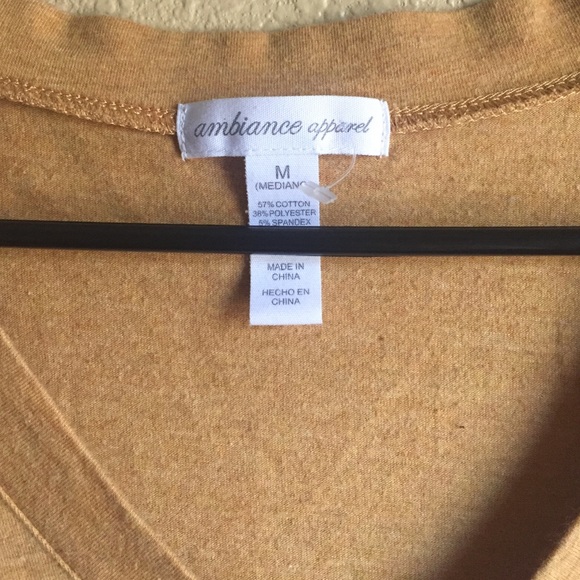 ambiance apparel
M
(MEDIANO
57% COTTON
38% POLYESTER
5% SPANDEX
MADE IN
CHINA
HECHO EN
CHINA